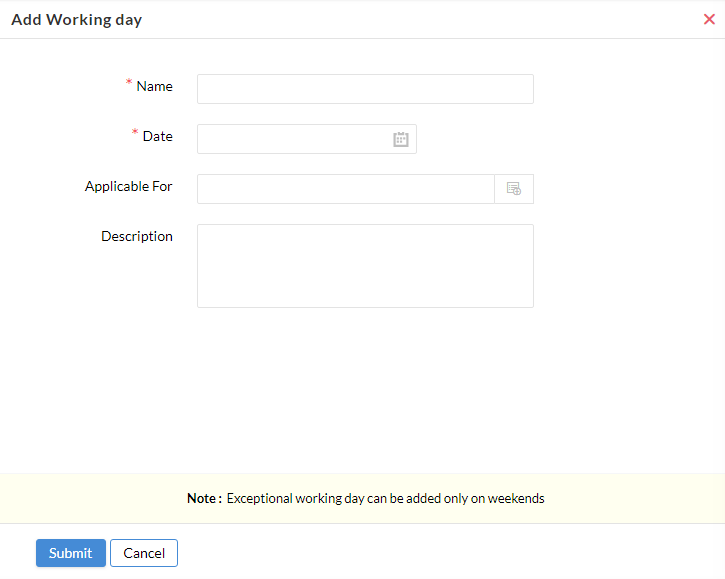 Add Working day
* Name
* Date
Applicable For
Description
Note : Exceptional working day can be added only on weekends
Submit Cancel